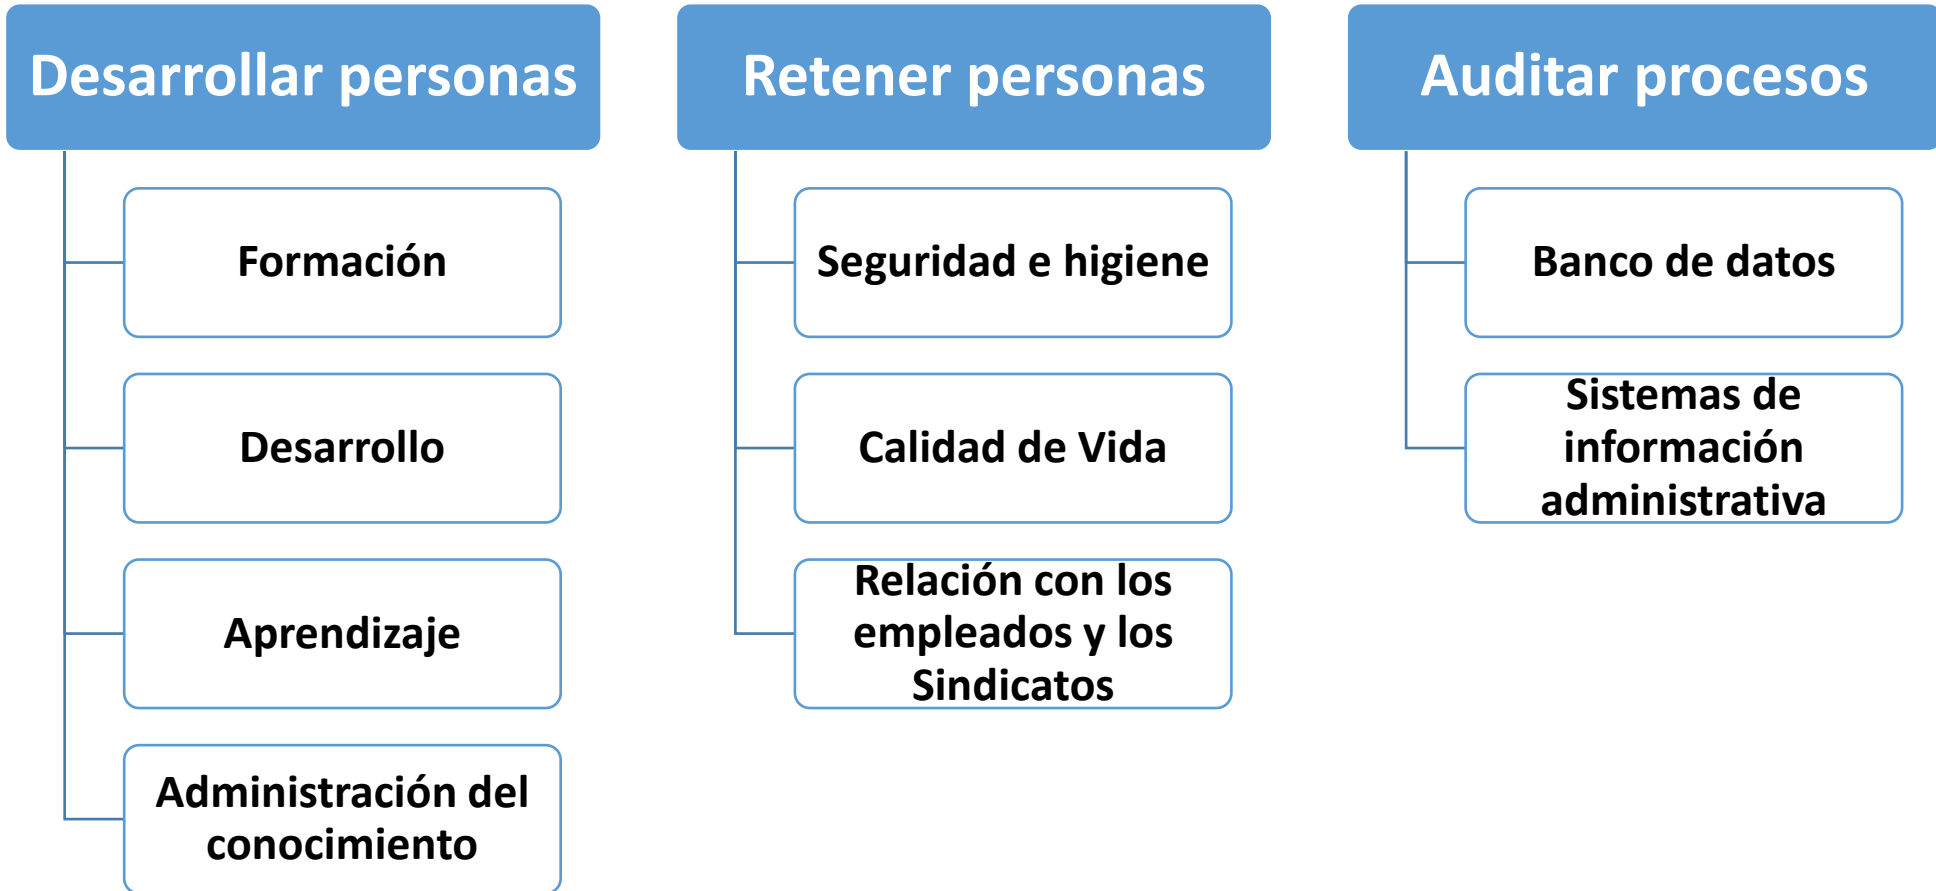 Desarrollar personas
Formación
Desarrollo
Aprendizaje
Administración del
conocimiento
Retener personas
Seguridad e higiene
Calidad de Vida
Relación con los
empleados y los
Sindicatos
Auditar procesos
Banco de datos
Sistemas de
información
administrativa